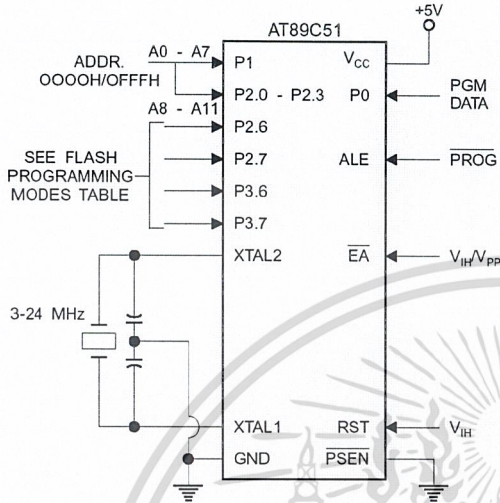 +5V
AT89C51
A0 - A7
ADDR.
OOOOH/OFFFH
P1
VCC
P2.0 - P2.3
P0
PGM
DATA
A8 - A11
P2.6
SEE FLASH
PROGRAMMING
MODES TABLE
P2.7
ALE
PROG
P3.6
P3.7
XTAL2
EA
VIH/VPP
3-24 MHz
XTAL1
RST
VIH
GND
PSEN